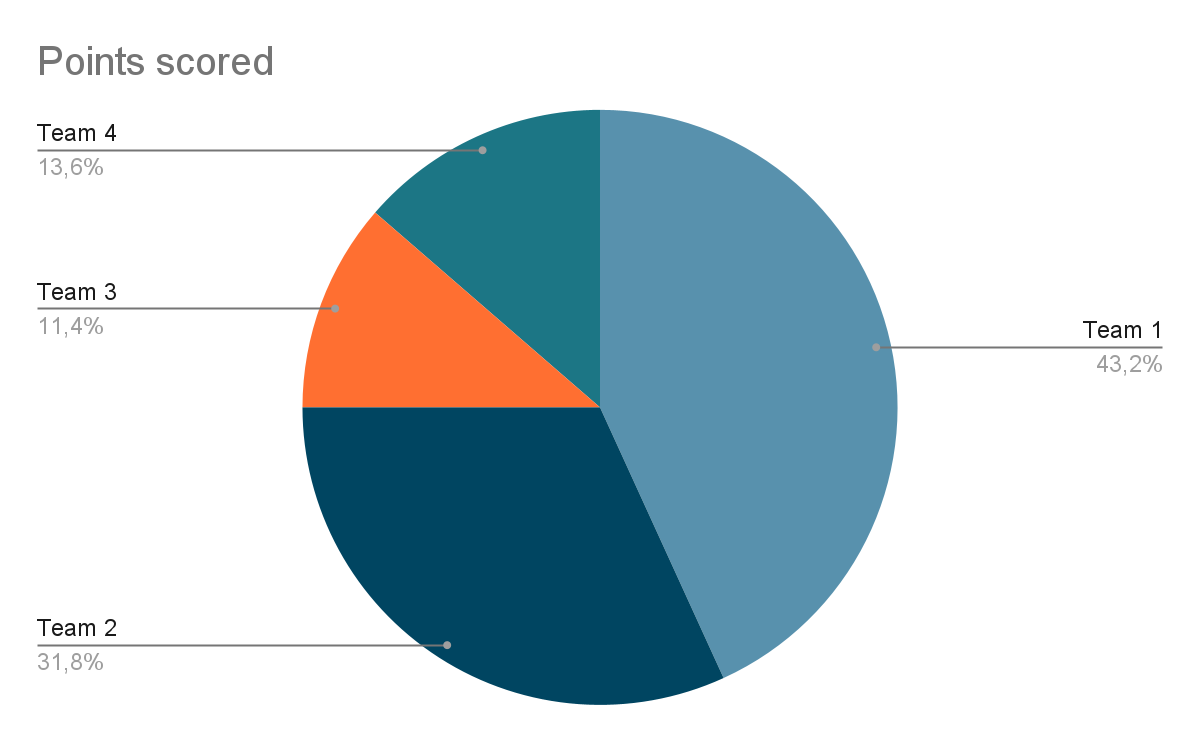 Points scored
Team 4
13,6%
Team 3
11,4%
Team 1
43,2%
Team 2
31,8%